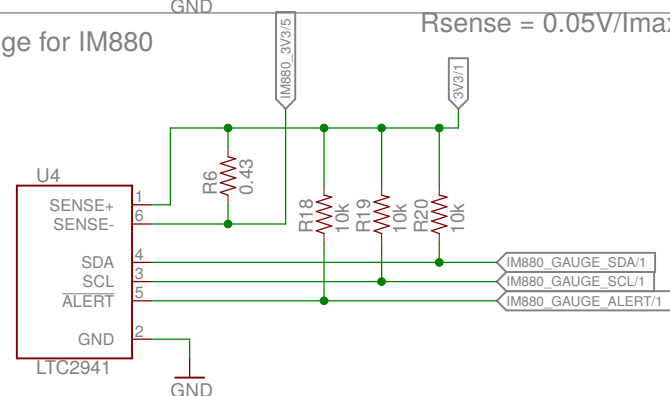 GND
ge for IM880
Rsense = 0.05V/Imax
IM880_3V3/5
3V3/1
U4
SENSE+
1
SENSE-
6
R6
0.43
R18
10k
R19
10k
R20
10k
SDA
4
SCL
3
ALERT
5
IM880_GAUGE_SDA/1
IM880_GAUGE_SCL/1
IM880_GAUGE_ALERT/1
GND
2
LTC2941
GND